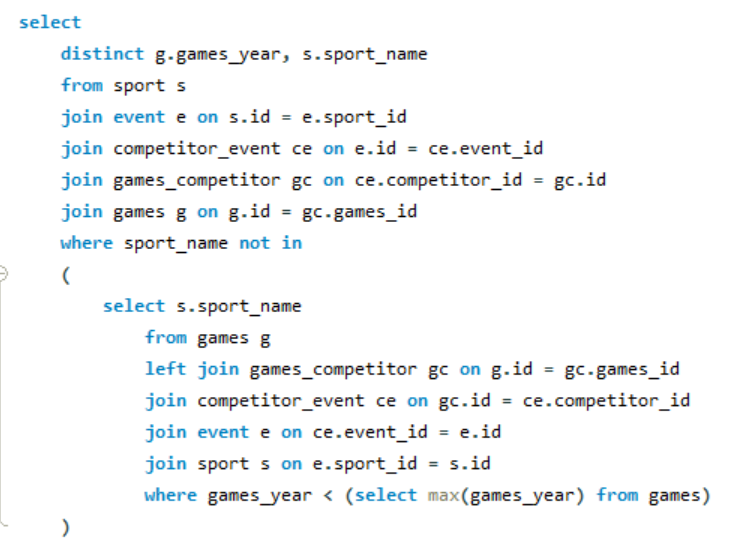 select
distinct g.games_year, s.sport_name
from sport s
join event e on s.id = e.sport_id
join competitor_event ce on e.id = ce.event_id
join games_competitor gc on ce.competitor_id = gc.id
join games g on g.id = gc.games_id
where sport_name not in
(
select s.sport_name
from games g
left join games_competitor gc on g.id = gc.games_id
join competitor_event ce on gc.id = ce.competitor_id
join event e on ce.event_id = e.id
join sport s on e.sport_id = s.id
where games_year < (select max(games_year) from games)
)